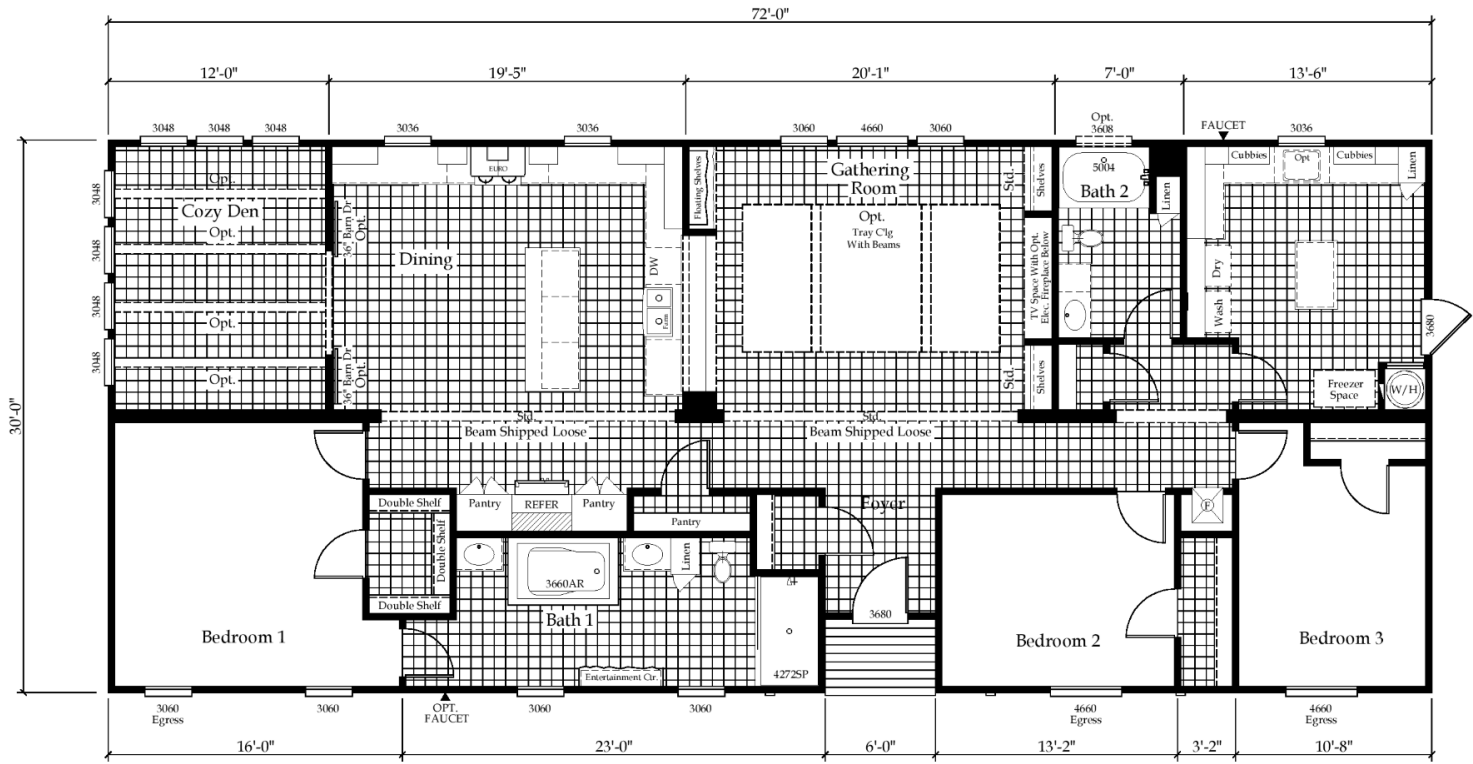 72'-0"
12'-0"
19'-5"
20'-1"
7'-0"
13'-6"
3048
3048
3048
3036
3036
3060
4660
3060
Opt.
3608
FAUCET
3036
30'-0"
3048
3048
3048
3048
Opt.
Cozy Den
Opt.
Opt.
Opt.
36" Barn Dr
Opt.
36" Barn Dr
Opt.
Dining
EURO
DW
Farm
Floating Shelves
Gathering
Room
Opt.
Tray C'lg
With Beams
Std.
Shelves
TV Space With Opt.
Elec. Fireplace Below
Std.
Shelves
5004
Bath 2
Linen
Cubbies
Opt
Cubbies
Linen
Dry
Wash
3680
Freezer
Space
W/H
Std.
Beam Shipped Loose
Std.
Beam Shipped Loose
Pantry
REFER
Pantry
Pantry
Foyer
F
Double Shelf
Double Shelf
Double Shelf
3660AR
Linen
Bath 1
Entertainment Ctr.
4272SP
3680
Bedroom 1
Bedroom 2
Bedroom 3
3060
Egress
3060
OPT.
FAUCET
3060
3060
4660
Egress
4660
Egress
16'-0"
23'-0"
6'-0"
13'-2"
3'-2"
10'-8"